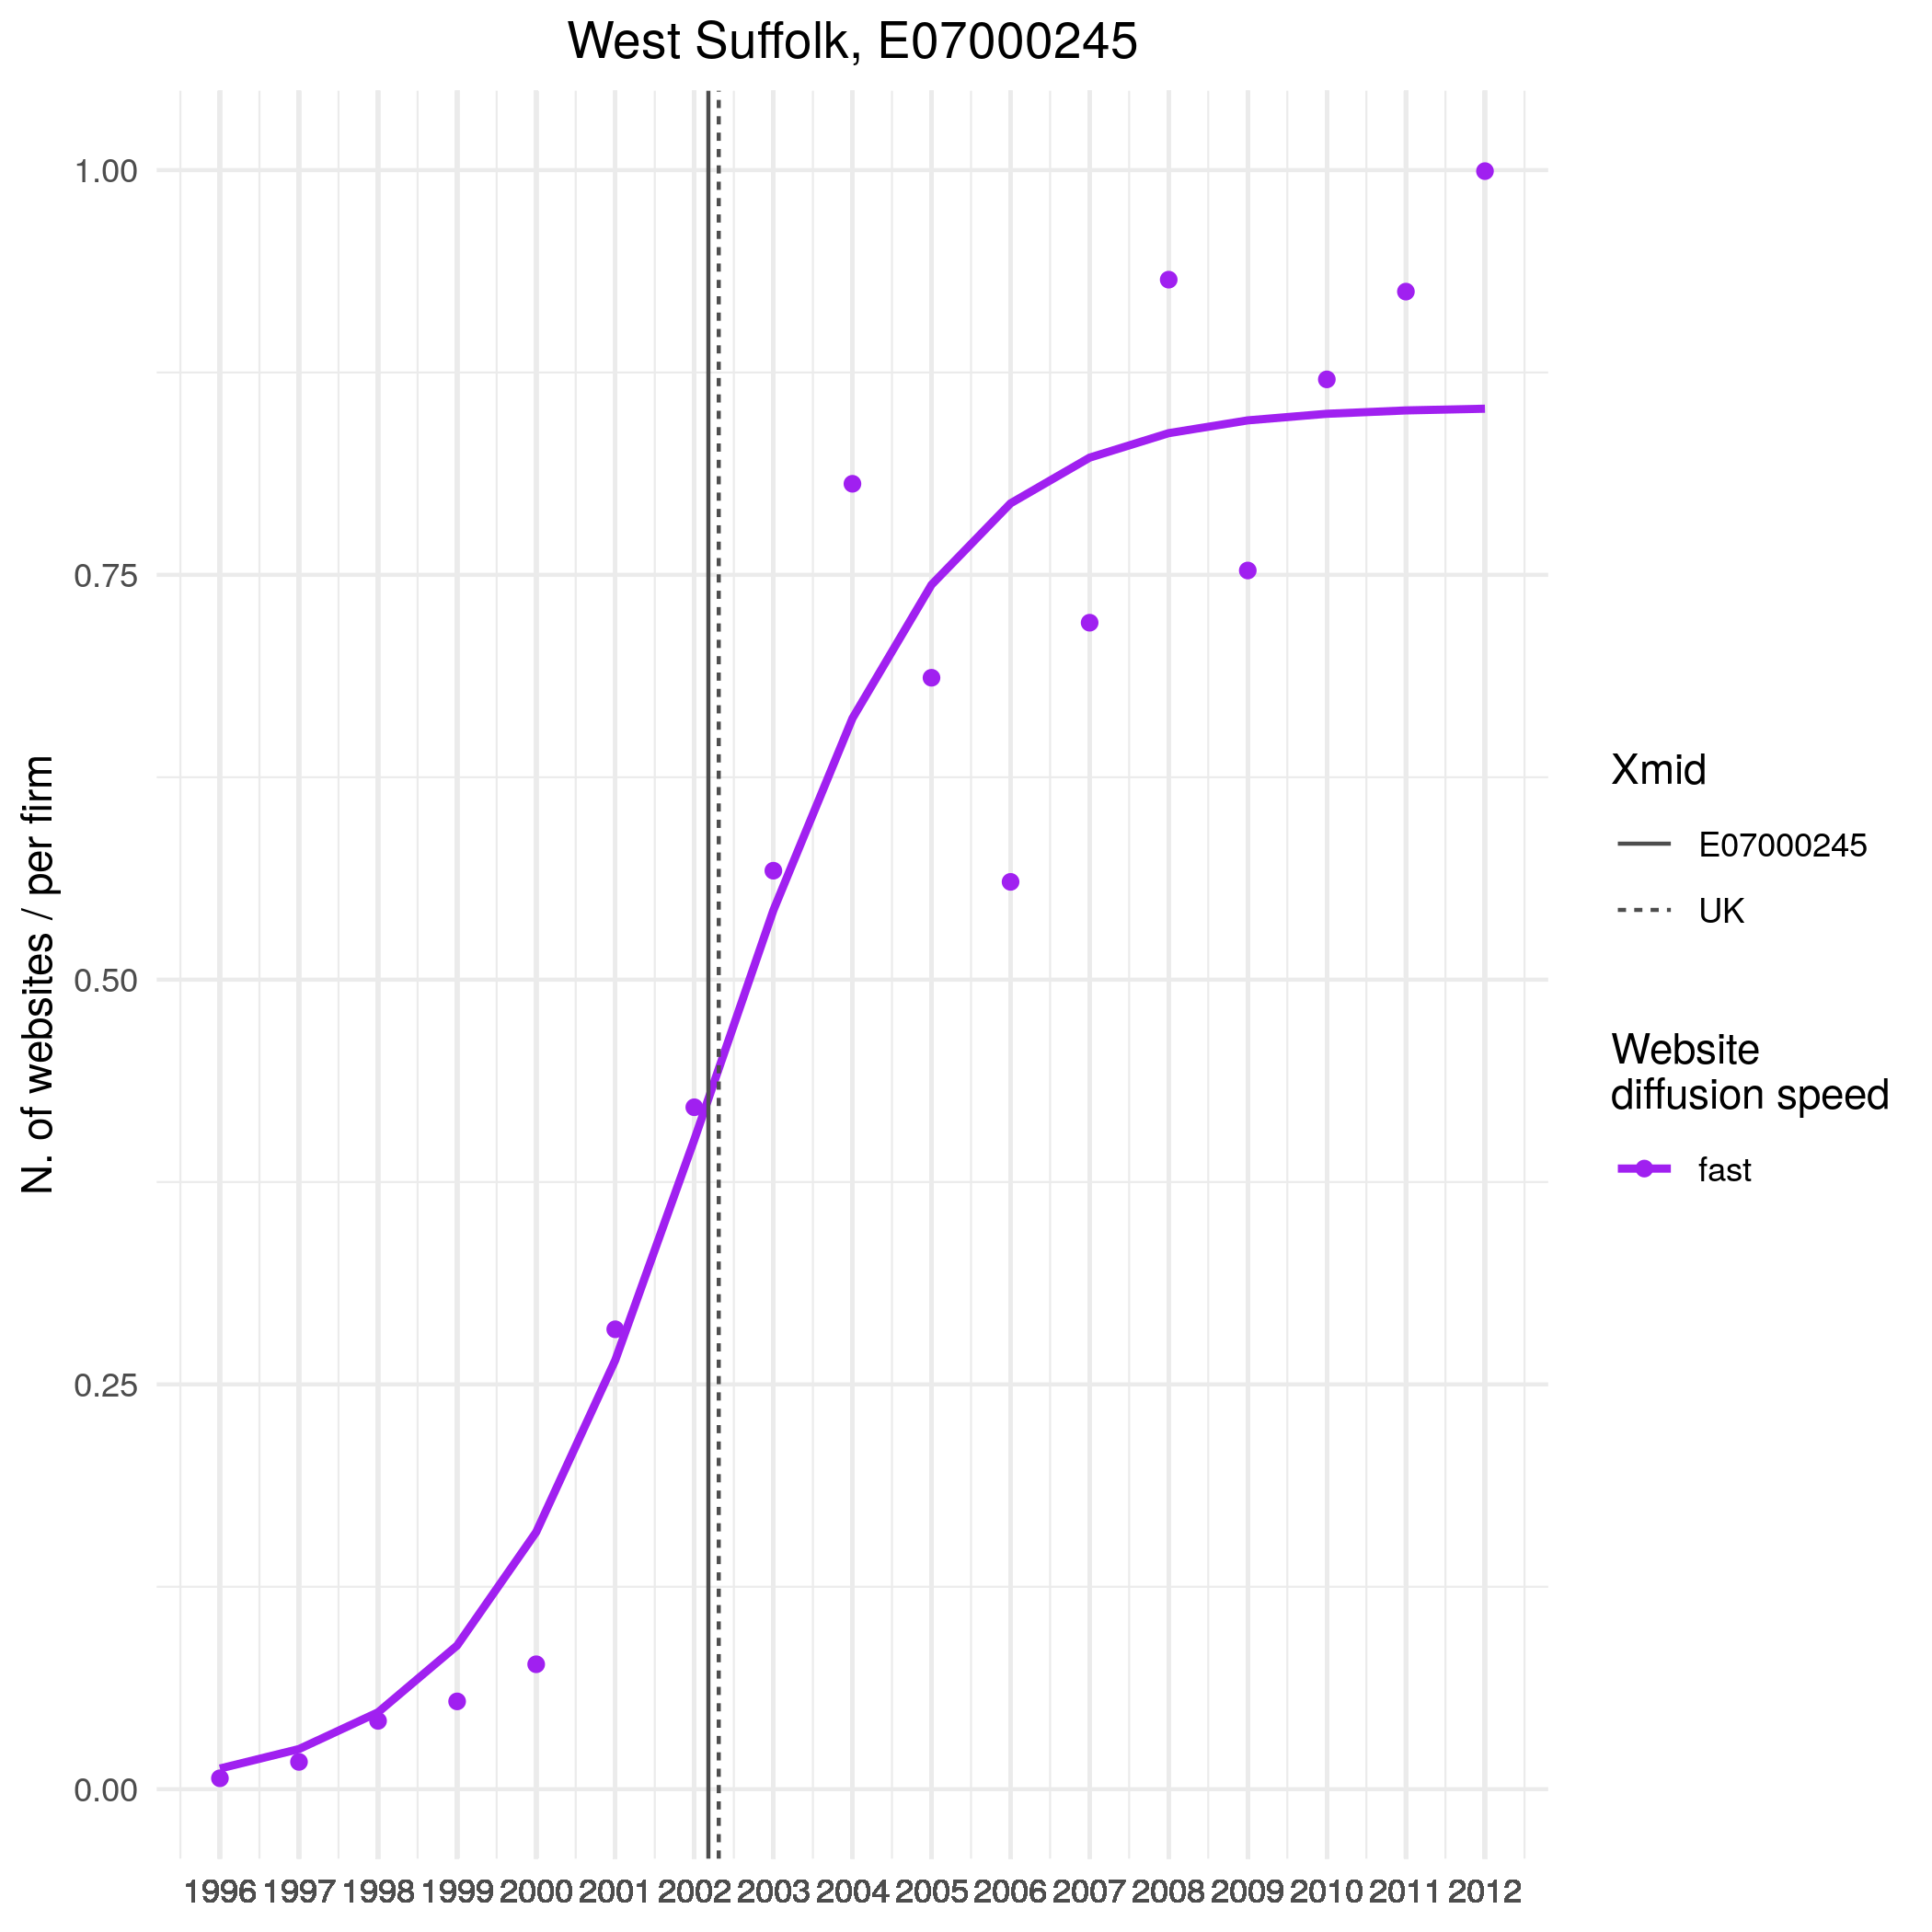 West Suffolk, E07000245
N. of websites / per firm
1.00
0.75
0.50
0.25
0.00
1996 1997 1998 1999 2000 2001 2002 2003 2004 2005 2006 2007 2008 2009 2010 2011 2012
Xmid
E07000245
UK
Website
diffusion speed
fast